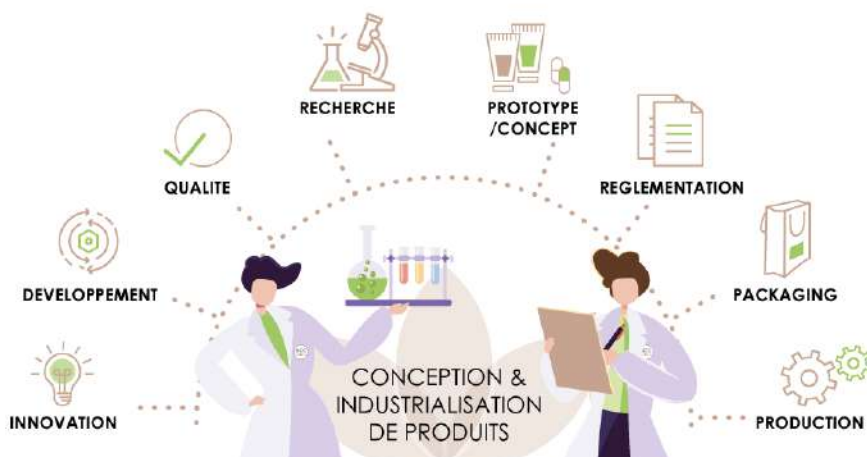 RECHERCHE
PROTOTYPE
/CONCEPT
QUALITE
REGLEMENTATION
DEVELOPPEMENT
PACKAGING
INNOVATION
CONCEPTION &
INDUSTRIALISATION
DE PRODUITS
PRODUCTION